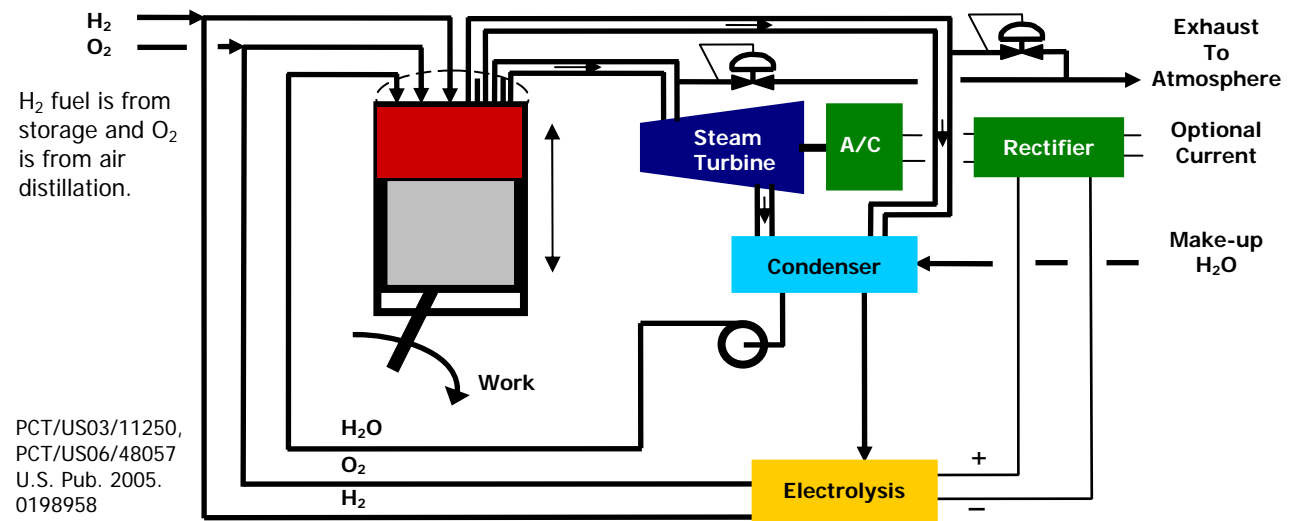 H₂
O₂
H₂ fuel is from
storage and O₂
is from air
distillation.
Exhaust
To
Atmosphere
Steam
Turbine
A/C
Rectifier
Optional
Current
Condenser
Make-up
H₂O
Work
PCT/US03/11250,
PCT/US06/48057
U.S. Pub. 2005.
0198958
H₂O
O₂
H₂
Electrolysis
+
–